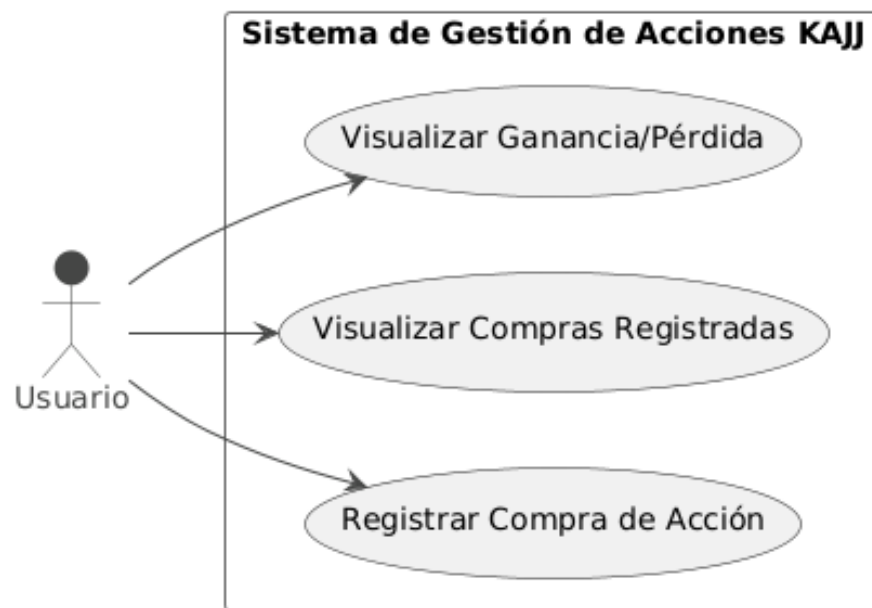 Sistema de Gestión de Acciones KAJJ
Visualizar Ganancia/Pérdida
Visualizar Compras Registradas
Usuario
Registrar Compra de Acción